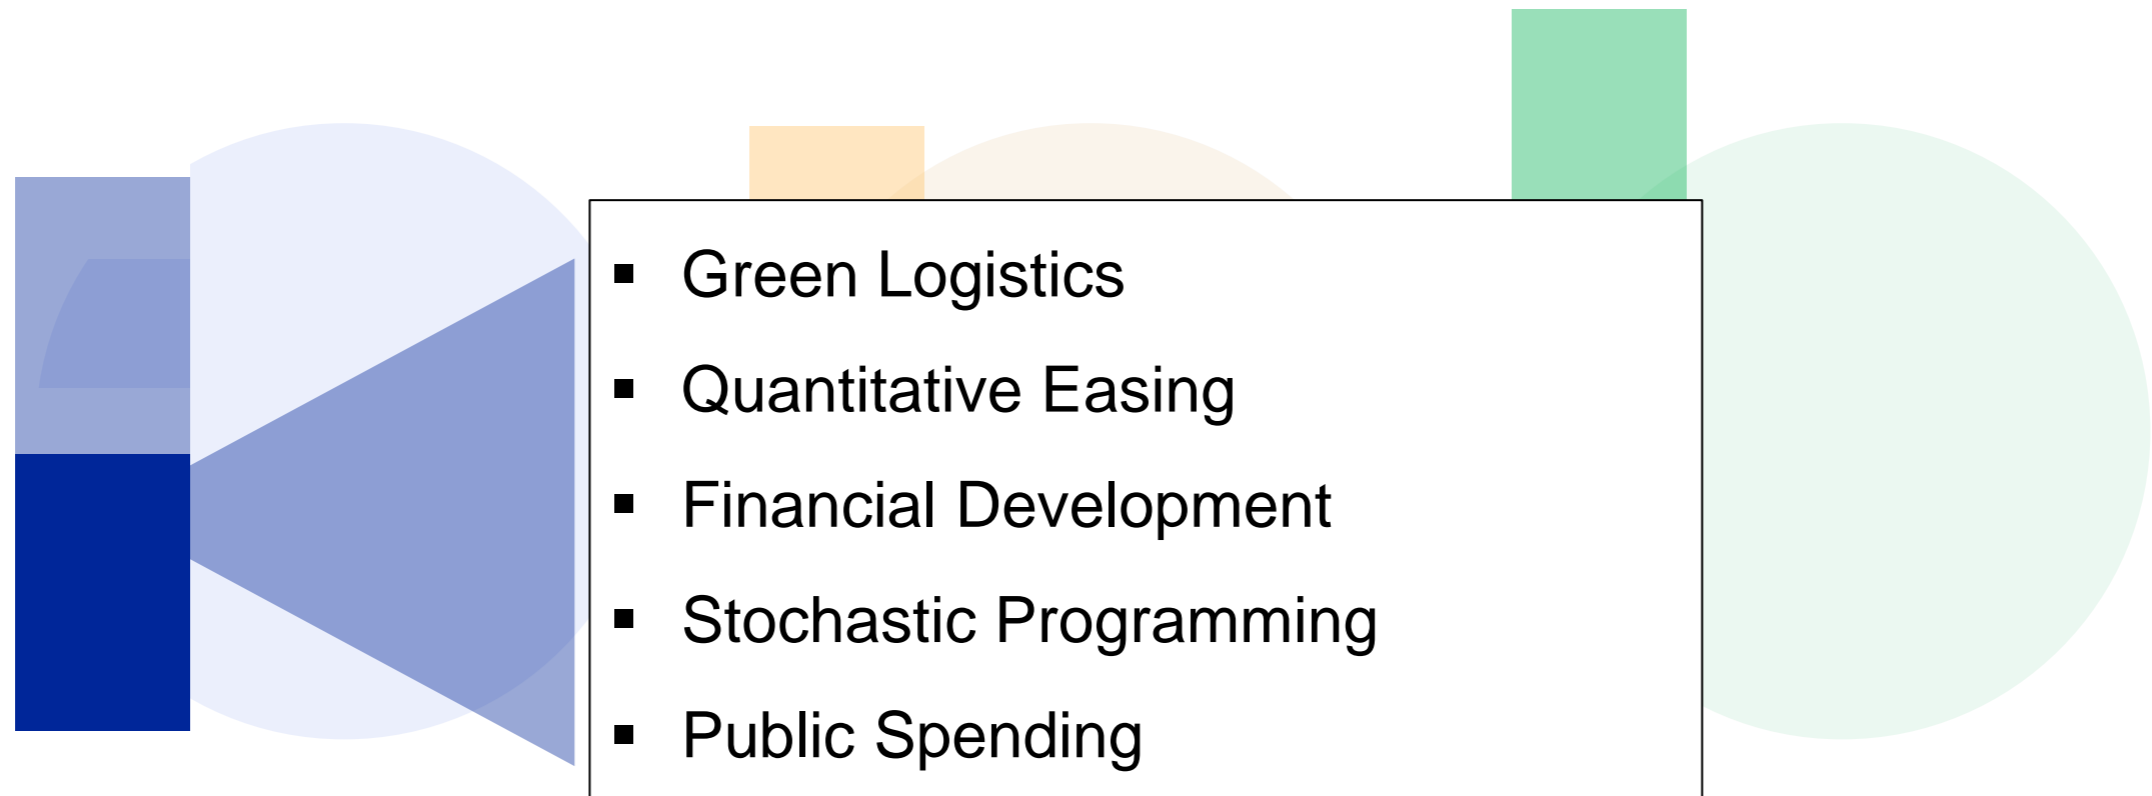 ▪ Green Logistics
▪ Quantitative Easing
▪ Financial Development
▪ Stochastic Programming
▪ Public Spending